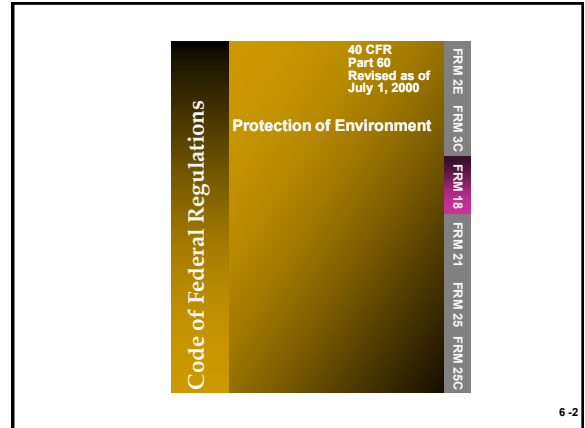 Code of Federal Regulations
40 CFR
Part 60
Revised as of
July 1, 2000
Protection of Environment
FRM 2E
FRM 3C
FRM 18
FRM 21
FRM 25
FRM 25C
6 -2